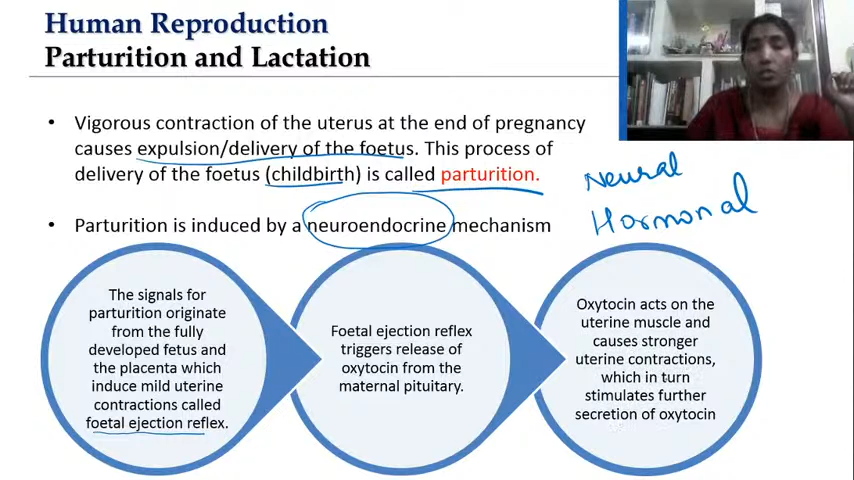 Human Reproduction
Parturition and Lactation
• Vigorous contraction of the uterus at the end of pregnancy
causes expulsion/delivery of the foetus. This process of
delivery of the foetus (childbirth) is called parturition.
Neural
Hormonal
• Parturition is induced by a neuroendocrine mechanism
The signals for
parturition originate
from the fully
developed fetus and
the placenta which
induce mild uterine
contractions called
foetal ejection reflex.
Foetal ejection reflex
triggers release of
oxytocin from the
maternal pituitary.
Oxytocin acts on the
uterine muscle and
causes stronger
uterine contractions,
which in turn
stimulates further
secretion of oxytocin